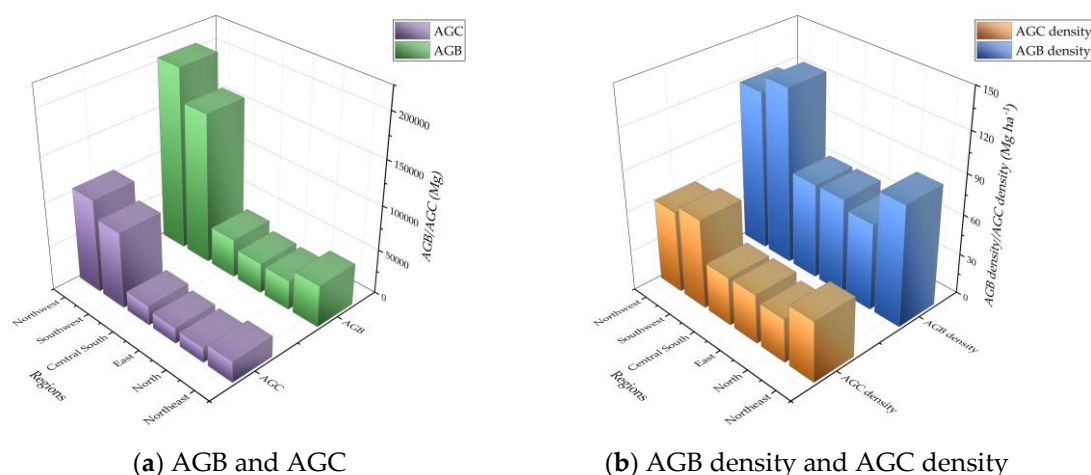 AGC
AGB
200000
150000
100000
50000
0
AGB/AGC (Mg)
Northwest
Southwest
Central South
East
North
Northeast
Regions
AGB
AGC
(a) AGB and AGC
AGC density
AGB density
150
120
90
60
30
0
AGB density/AGC density (Mg ha⁻¹)
Northwest
Southwest
Central South
East
North
Northeast
Regions
AGB density
AGC density
(b) AGB density and AGC density